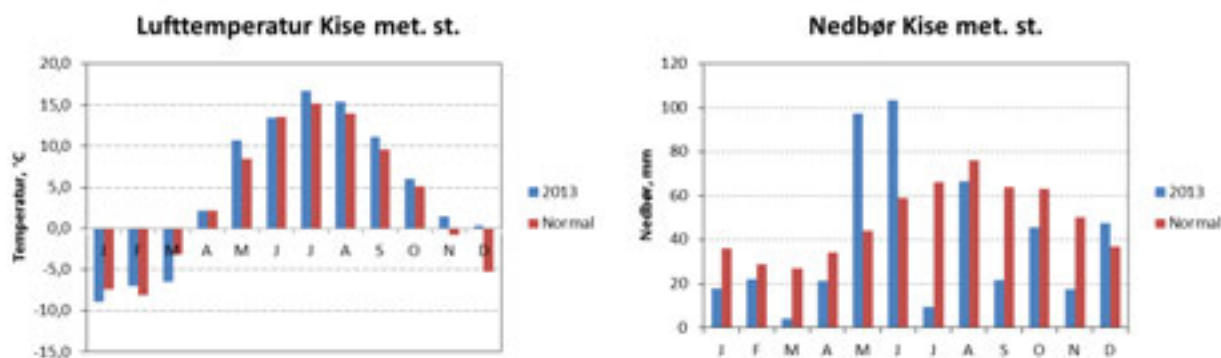 Lufttemperatur Kise met. st.
20,0
15,0
10,0
5,0
0,0
-5,0
-10,0
-15,0
Temperatur, °C
J F M A M J J A S O N D
2013
Normal
Nedbør Kise met. st.
120
100
80
60
40
20
0
Nedbør, mm
J F M A M J J A S O N D
2013
Normal